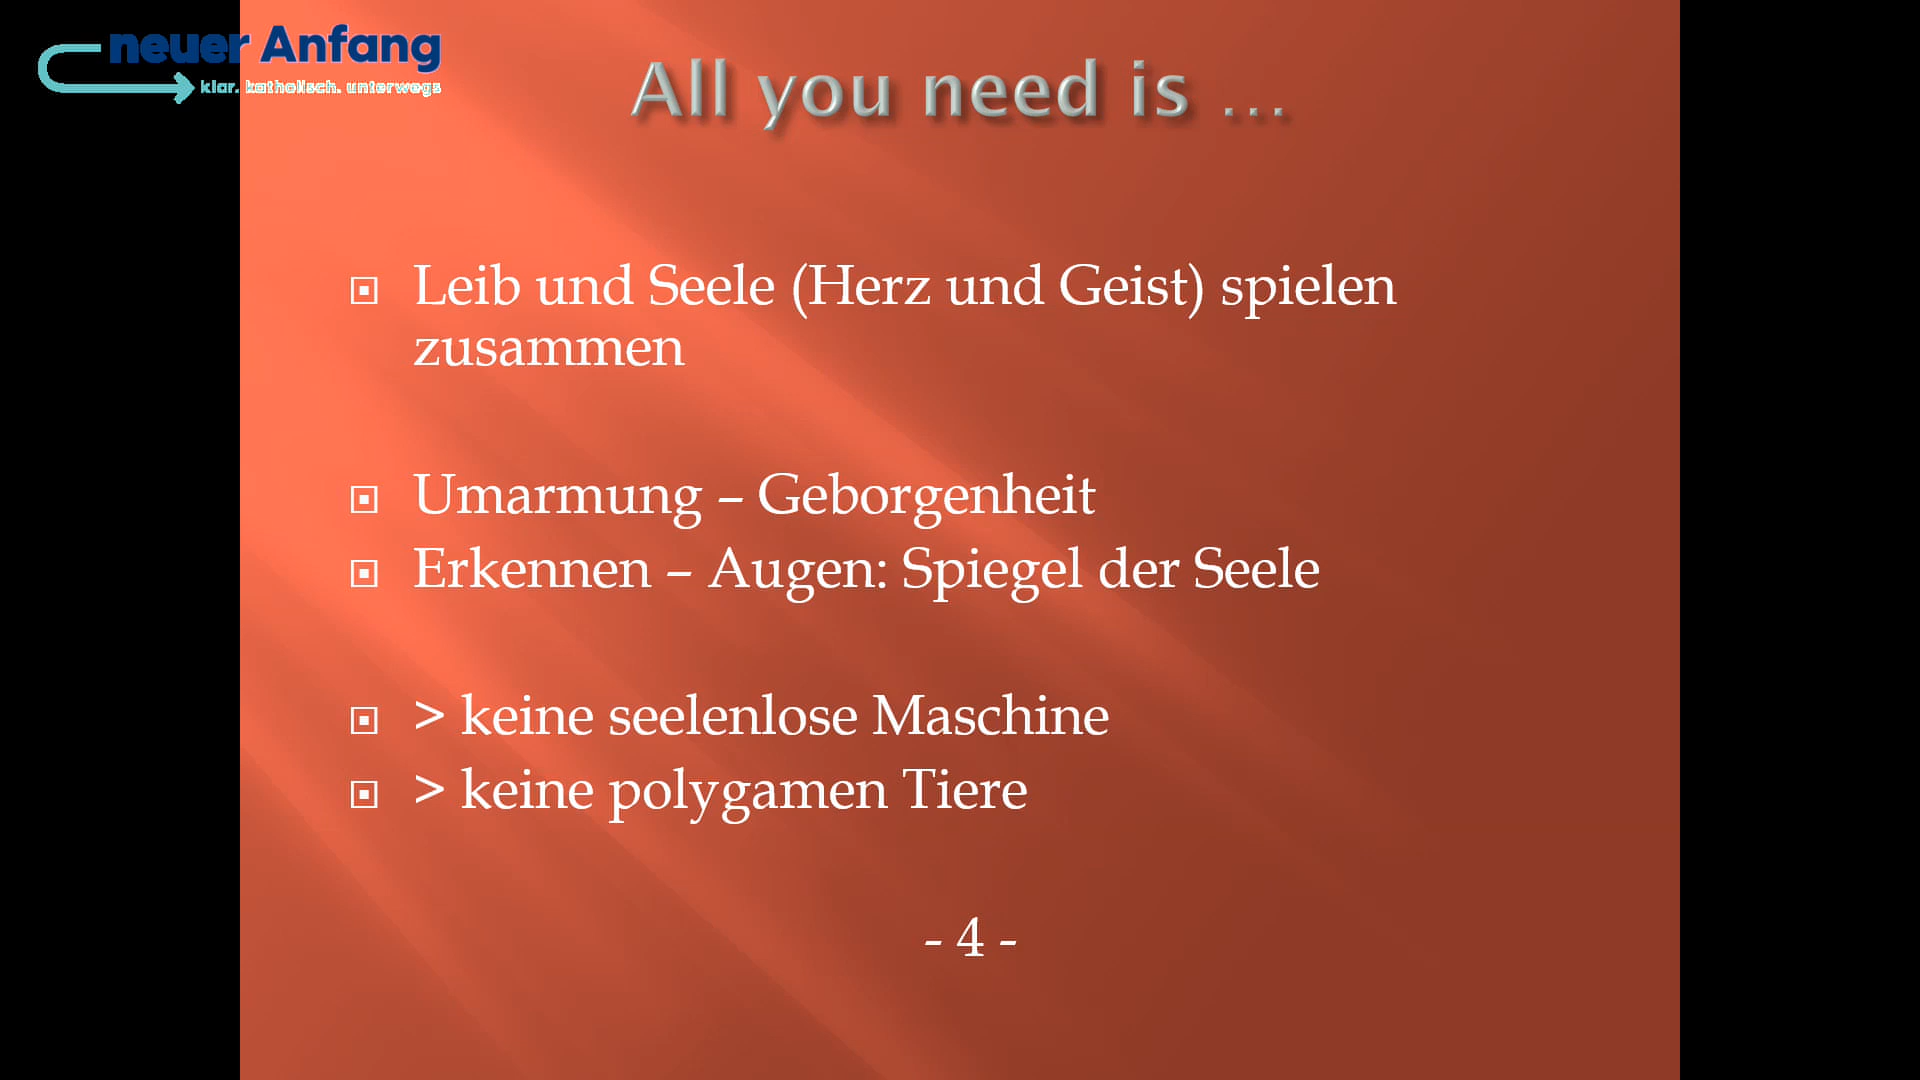 neuer Anfang
klar. katholisch. unterwegs
All you need is ...
Leib und Seele (Herz und Geist) spielen
zusammen
Umarmung – Geborgenheit
Erkennen – Augen: Spiegel der Seele
> keine seelenlose Maschine
> keine polygamen Tiere
- 4 -